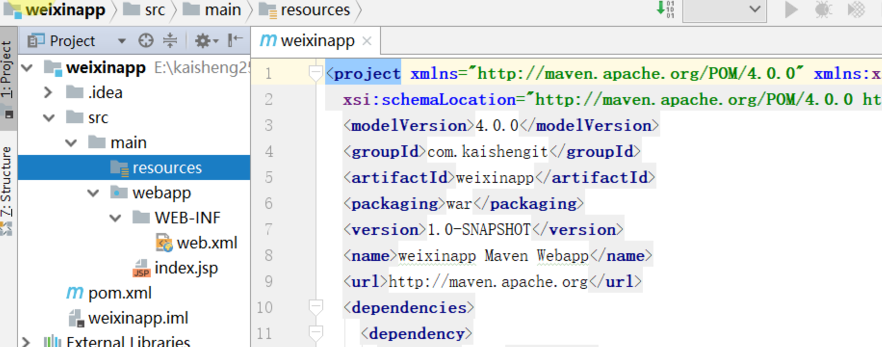 weixinapp src main resources
1: Project
Z: Structure
Project
weixinapp E:\kaisheng25
.idea
src
main
resources
webapp
WEB-INF
web.xml
index.jsp
pom.xml
weixinapp.iml
External Libraries
m weixinapp
1 <project xmlns="http://maven.apache.org/POM/4.0.0" xmlns:x
2 xsi:schemaLocation="http://maven.apache.org/POM/4.0.0 ht
3 <modelVersion>4.0.0</modelVersion>
4 <groupId>com.kaishengit</groupId>
5 <artifactId>weixinapp</artifactId>
6 <packaging>war</packaging>
7 <version>1.0-SNAPSHOT</version>
8 <name>weixinapp Maven Webapp</name>
9 <url>http://maven.apache.org</url>
10 <dependencies>
11 <dependency>